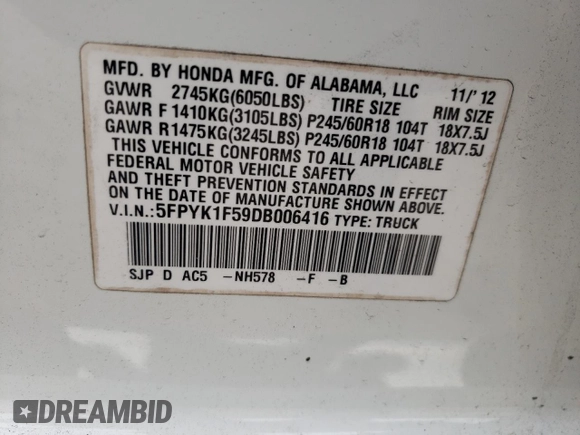 MFD. BY HONDA MFG. OF ALABAMA, LLC 11/'12
GVWR 2745KG(6050LBS) TIRE SIZE RIM SIZE
GAWR F 1410KG(3105LBS) P245/60R18 104T 18X7.5J
GAWR R1475KG(3245LBS) P245/60R18 104T 18X7.5J
THIS VEHICLE CONFORMS TO ALL APPLICABLE
FEDERAL MOTOR VEHICLE SAFETY
AND THEFT PREVENTION STANDARDS IN EFFECT
ON THE DATE OF MANUFACTURE SHOWN ABOVE.
V.I.N.:5FPYK1F59DB006416 TYPE: TRUCK
SJP D AC5 -NH578 -F -B
DREAMBID